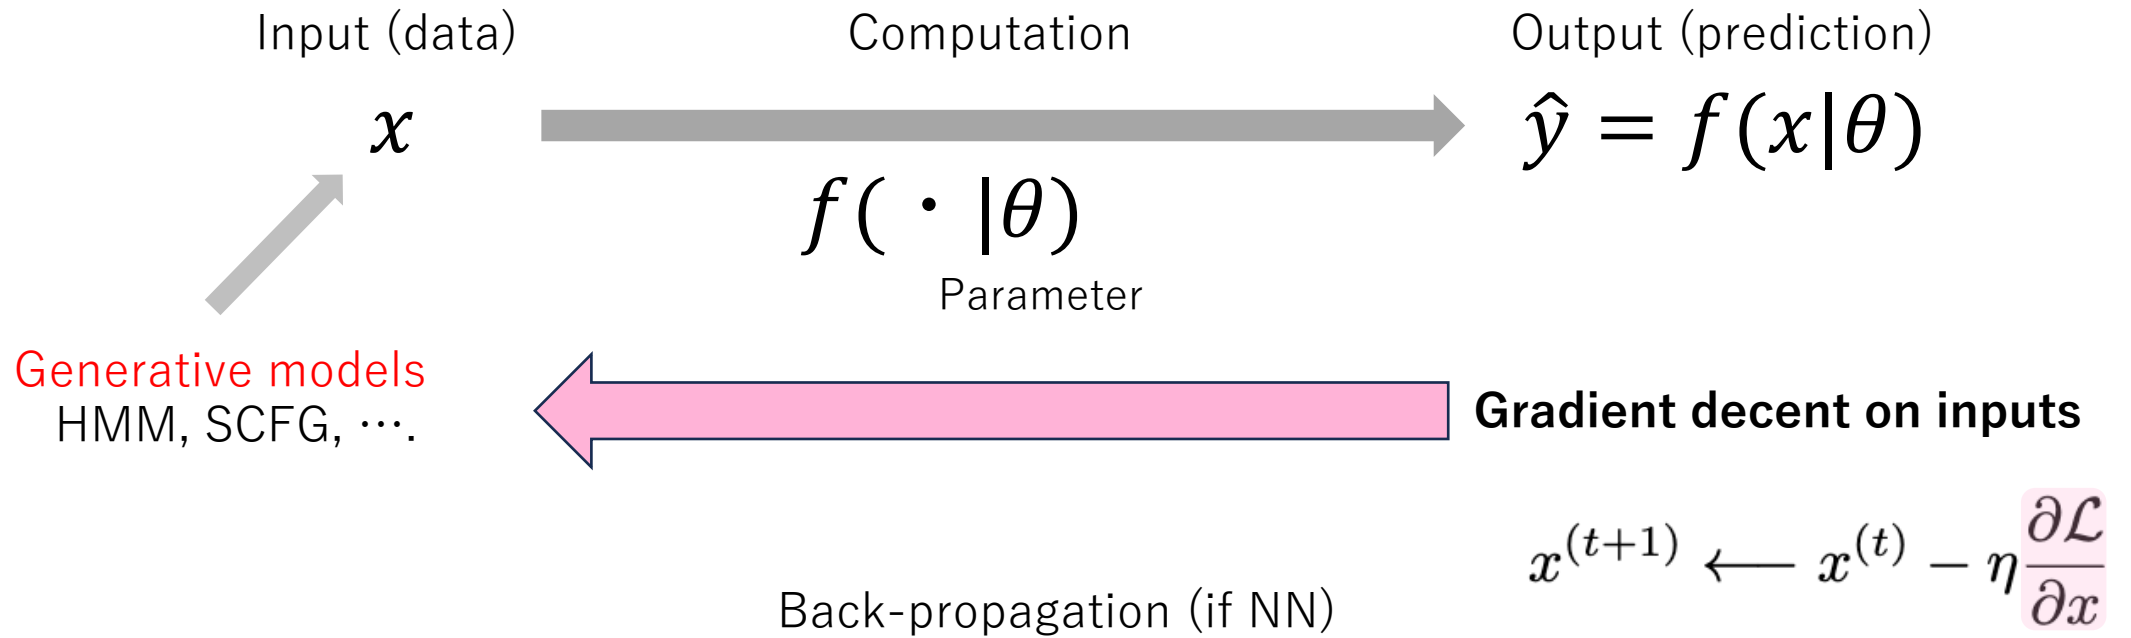 Input (data)
Computation
Output (prediction)
x
ŷ = f(x|θ)
f( · |θ)
Parameter
Generative models
HMM, SCFG, ….
Gradient decent on inputs
x^(t+1) ⟵ x^(t) − η ∂ℒ/∂x
Back-propagation (if NN)